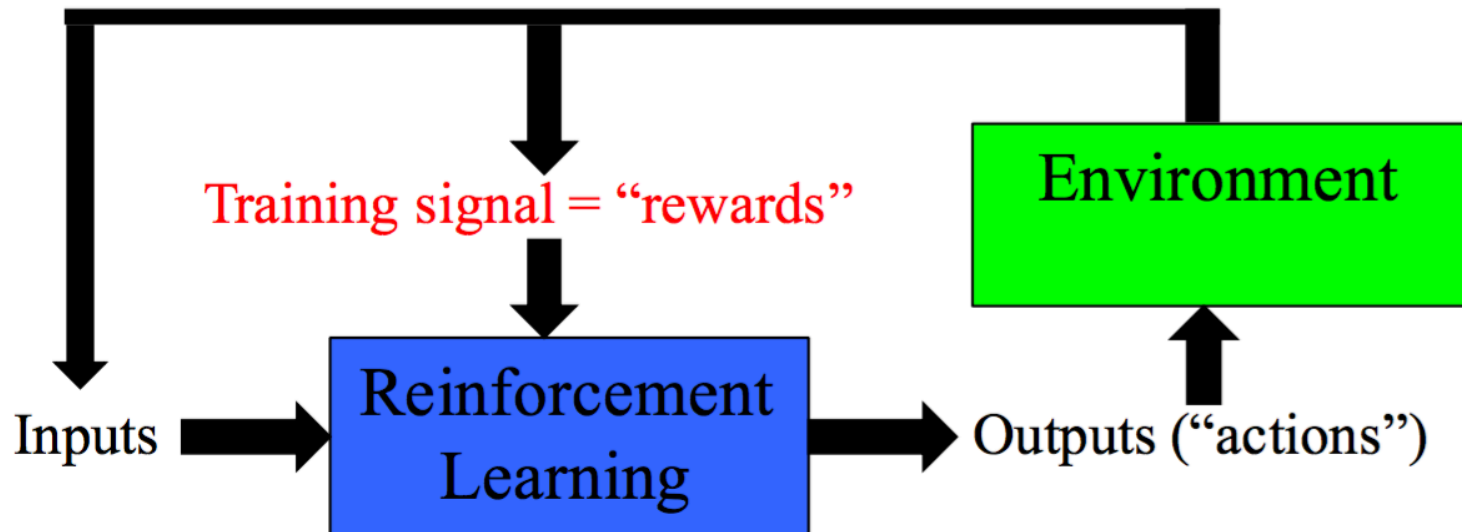 Training signal = “rewards”
Environment
Inputs
Reinforcement
Learning
Outputs (“actions”)